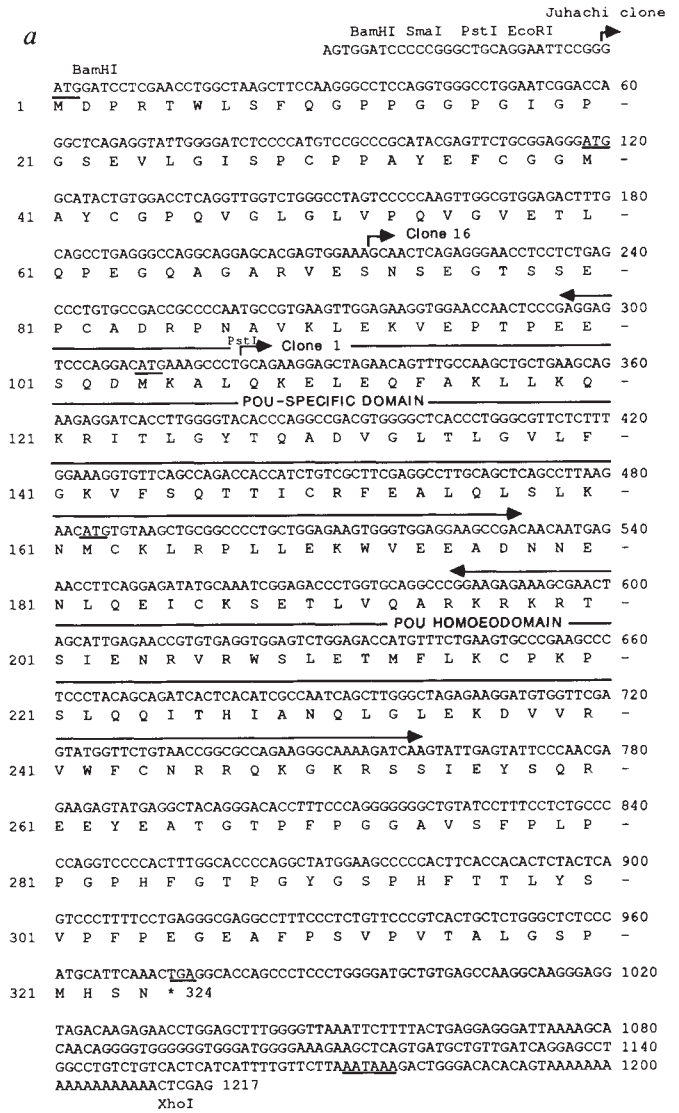 a
Juhachi clone
BamHI SmaI PstI EcoRI
AGTGGATCCCCCGGGCTGCAGGAATTCCGGG
BamHI
ATGGATCCTCGAACCTGGCTAAGCTTCCAAGGGCCTCCAGGTGGGCCTGGAATCGGACCA 60
1 M D P R T W L S F Q G P P G G P G I G P -
GGCTCAGAGGTATTGGGGATCTCCCCATGTCCGCCCGCATACGAGTTCTGCGGAGGGATG 120
21 G S E V L G I S P C P P A Y E F C G G M -
GCATACTGTGGACCTCAGGTTGGTCTGGGCCTAGTCCCCCAAGTTGGCGTGGAGACTTTG 180
41 A Y C G P Q V G L G L V P Q V G V E T L -
Clone 16
CAGCCTGAGGGCCAGGCAGGAGCACGAGTGGAAAGCAACTCAGAGGGAACCTCCTCTGAG 240
61 Q P E G Q A G A R V E S N S E G T S S E -
CCCTGTGCCGACCGCCCCAATGCCGTGAAGTTGGAGAAGGTGGAACCAACTCCCGAGGAG 300
81 P C A D R P N A V K L E K V E P T P E E -
PstI Clone 1
TCCCAGGACATGAAAGCCCTGCAGAAGGAGCTAGAACAGTTTGCCAAGCTGCTGAAGCAG 360
101 S Q D M K A L Q K E L E Q F A K L L K Q -
POU-SPECIFIC DOMAIN
AAGAGGATCACCTTGGGGTACACCCAGGCCGACGTGGGGCTCACCCTGGGCGTTCTCTTT 420
121 K R I T L G Y T Q A D V G L T L G V L F -
GGAAAGGTGTTCAGCCAGACCACCATCTGTCGCTTCGAGGCCTTGCAGCTCAGCCTTAAG 480
141 G K V F S Q T T I C R F E A L Q L S L K -
AACATGTGTAAGCTGCGGCCCCTGCTGGAGAAGTGGGTGGAGGAAGCCGACAACAATGAG 540
161 N M C K L R P L L E K W V E E A D N N E -
AACCTTCAGGAGATATGCAAATCGGAGACCCTGGTGCAGGCCCGGAAGAGAAAGCGAACT 600
181 N L Q E I C K S E T L V Q A R K R K R T -
POU HOMOEODOMAIN
AGCATTGAGAACCGTGTGAGGTGGAGTCTGGAGACCATGTTTCTGAAGTGCCCGAAGCCC 660
201 S I E N R V R W S L E T M F L K C P K P -
TCCCTACAGCAGATCACTCACATCGCCAATCAGCTTGGGCTAGAGAAGGATGTGGTTCGA 720
221 S L Q Q I T H I A N Q L G L E K D V V R -
GTATGGTTCTGTAACCGGCGCCAGAAGGGCAAAAGATCAAGTATTGAGTATTCCCAACGA 780
241 V W F C N R R Q K G K R S S I E Y S Q R -
GAAGAGTATGAGGCTACAGGGACACCTTTCCCAGGGGGGGCTGTATCCTTTCCTCTGCCC 840
261 E E Y E A T G T P F P G G A V S F P L P -
CCAGGTCCCCACTTTGGCACCCCAGGCTATGGAAGCCCCCACTTCACCACACTCTACTCA 900
281 P G P H F G T P G Y G S P H F T T L Y S -
GTCCCTTTTCCTGAGGGCGAGGCCTTTCCCTCTGTTCCCGTCACTGCTCTGGGCTCTCCC 960
301 V P F P E G E A F P S V P V T A L G S P -
ATGCATTCAAACTGAGGCACCAGCCCTCCCTGGGGATGCTGTGAGCCAAGGCAAGGGAGG 1020
321 M H S N * 324
TAGACAAGAGAACCTGGAGCTTTGGGGTTAAATTCTTTTACTGAGGAGGGATTAAAAGCA 1080
CAACAGGGGTGGGGGGTGGGATGGGGAAAGAAGCTCAGTGATGCTGTTGATCAGGAGCCT 1140
GGCCTGTCTGTCACTCATCATTTTGTTCTTAAATAAAGACTGGGACACACAGTAAAAAAA 1200
AAAAAAAAAAACTCGAG 1217
XhoI